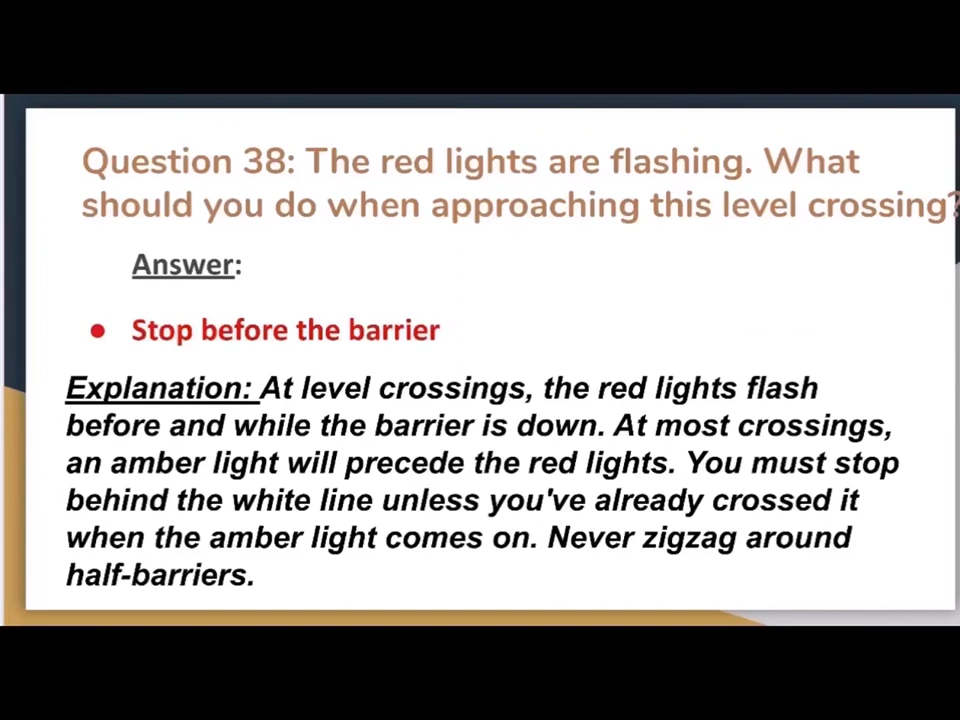 Question 38: The red lights are flashing. What
should you do when approaching this level crossing?
Answer:
● Stop before the barrier
Explanation: At level crossings, the red lights flash
before and while the barrier is down. At most crossings,
an amber light will precede the red lights. You must stop
behind the white line unless you've already crossed it
when the amber light comes on. Never zigzag around
half-barriers.